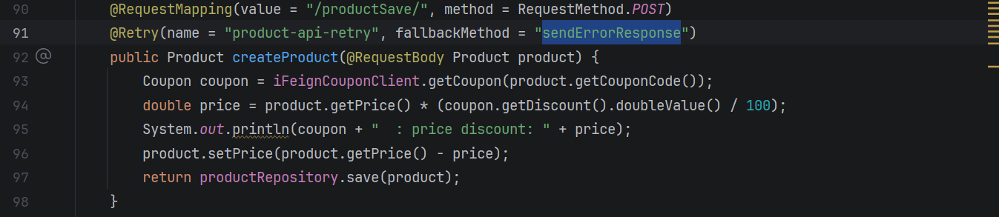 90 @RequestMapping(value = "/productSave/", method = RequestMethod.POST)
91 @Retry(name = "product-api-retry", fallbackMethod = "sendErrorResponse")
92 @ public Product createProduct(@RequestBody Product product) {
93 Coupon coupon = iFeignCouponClient.getCoupon(product.getCouponCode());
94 double price = product.getPrice() * (coupon.getDiscount().doubleValue() / 100);
95 System.out.println(coupon + "  : price discount: " + price);
96 product.setPrice(product.getPrice() - price);
97 return productRepository.save(product);
98 }